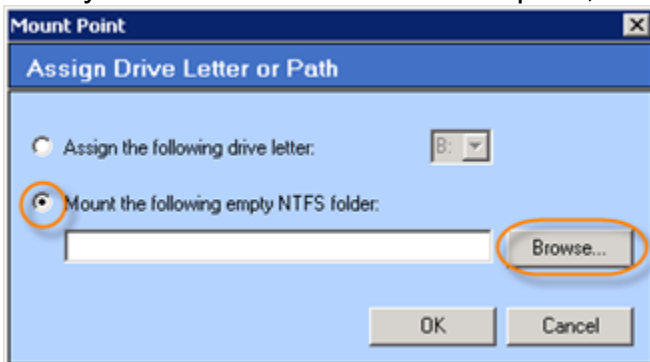 Mount Point
Assign Drive Letter or Path
Assign the following drive letter: B:
Mount the following empty NTFS folder:
Browse...
OK Cancel